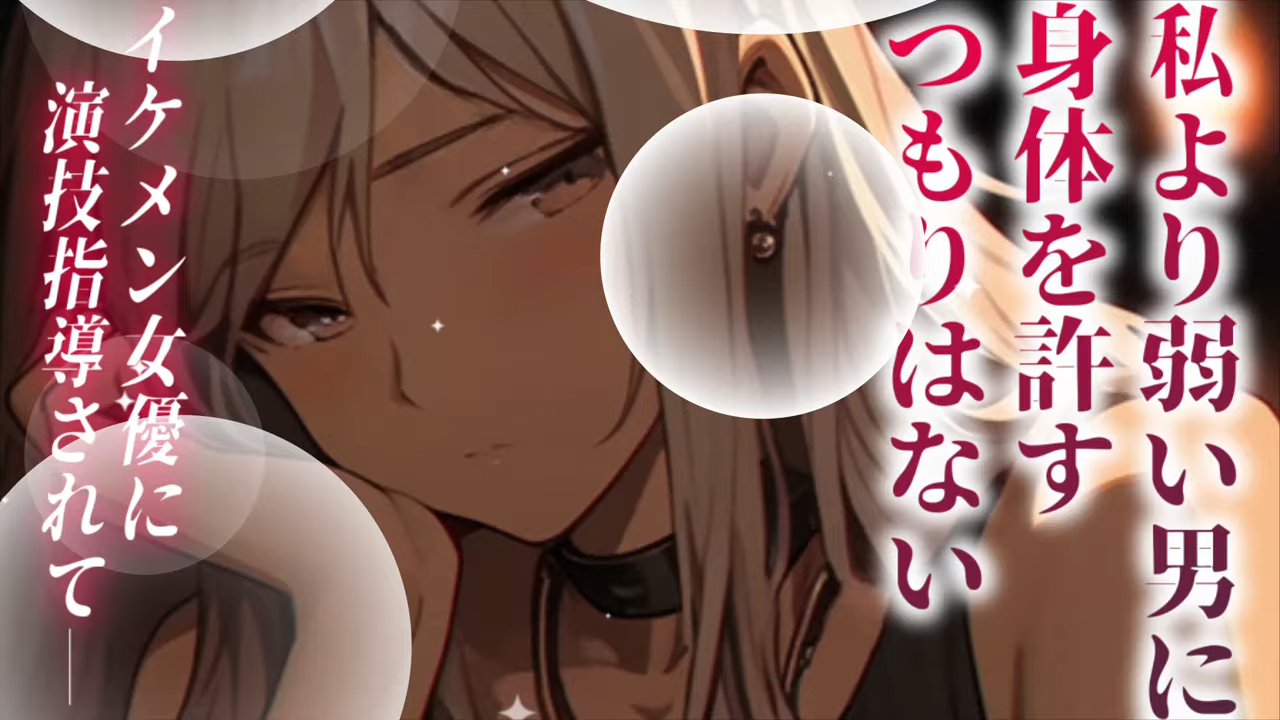 私より弱い男に
身体を許す
つもりはない
イケメン女優に
演技指導されて――